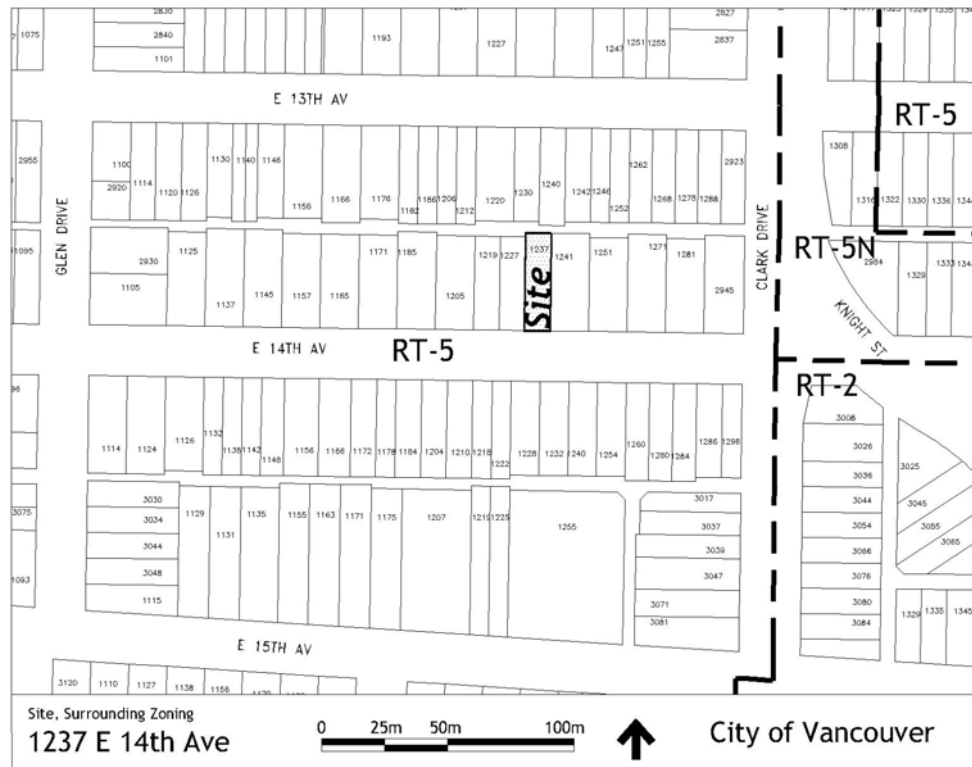 2830 1193 1227 1247 1251 1255 2827
1075 2840 2837
1101
E 13TH AV
RT-5
2955 1100 1130 1140 1146 1262 2923 1308
2920 1114 1120 1126 1156 1166 1176 1182 1186 1206 1212 1220 1230 1240 1242 1246 1252 1268 1278 1288 1316 1322 1330 1336 1344
GLEN DRIVE
CLARK DRIVE
RT-5N
1095 2930 1125 1171 1185 1219 1227 1237 1241 1251 1271 1281 2984 1329 1333
1105 1137 1145 1157 1165 1205 2945
Site
KNIGHT ST
E 14TH AV
RT-5
RT-2
1114 1124 1126 1132 1138 1142 1148 1156 1166 1172 1178 1184 1204 1210 1218 1222 1228 1232 1240 1254 1260 1280 1284 1286 1296
3008
3026
3036
3044
3054
3066
3076
3080
3084
3025
3045
3055
3065
3075 3030
3034
3044
3048
1093 1115
1129 1131 1135 1155 1163 1171 1175 1207 1219 1225 1255
3017
3037
3039
3047
3071
3081
1329 1335 1345
E 15TH AV
3120 1110 1127 1138 1156
Site, Surrounding Zoning
1237 E 14th Ave
0 25m 50m 100m
City of Vancouver